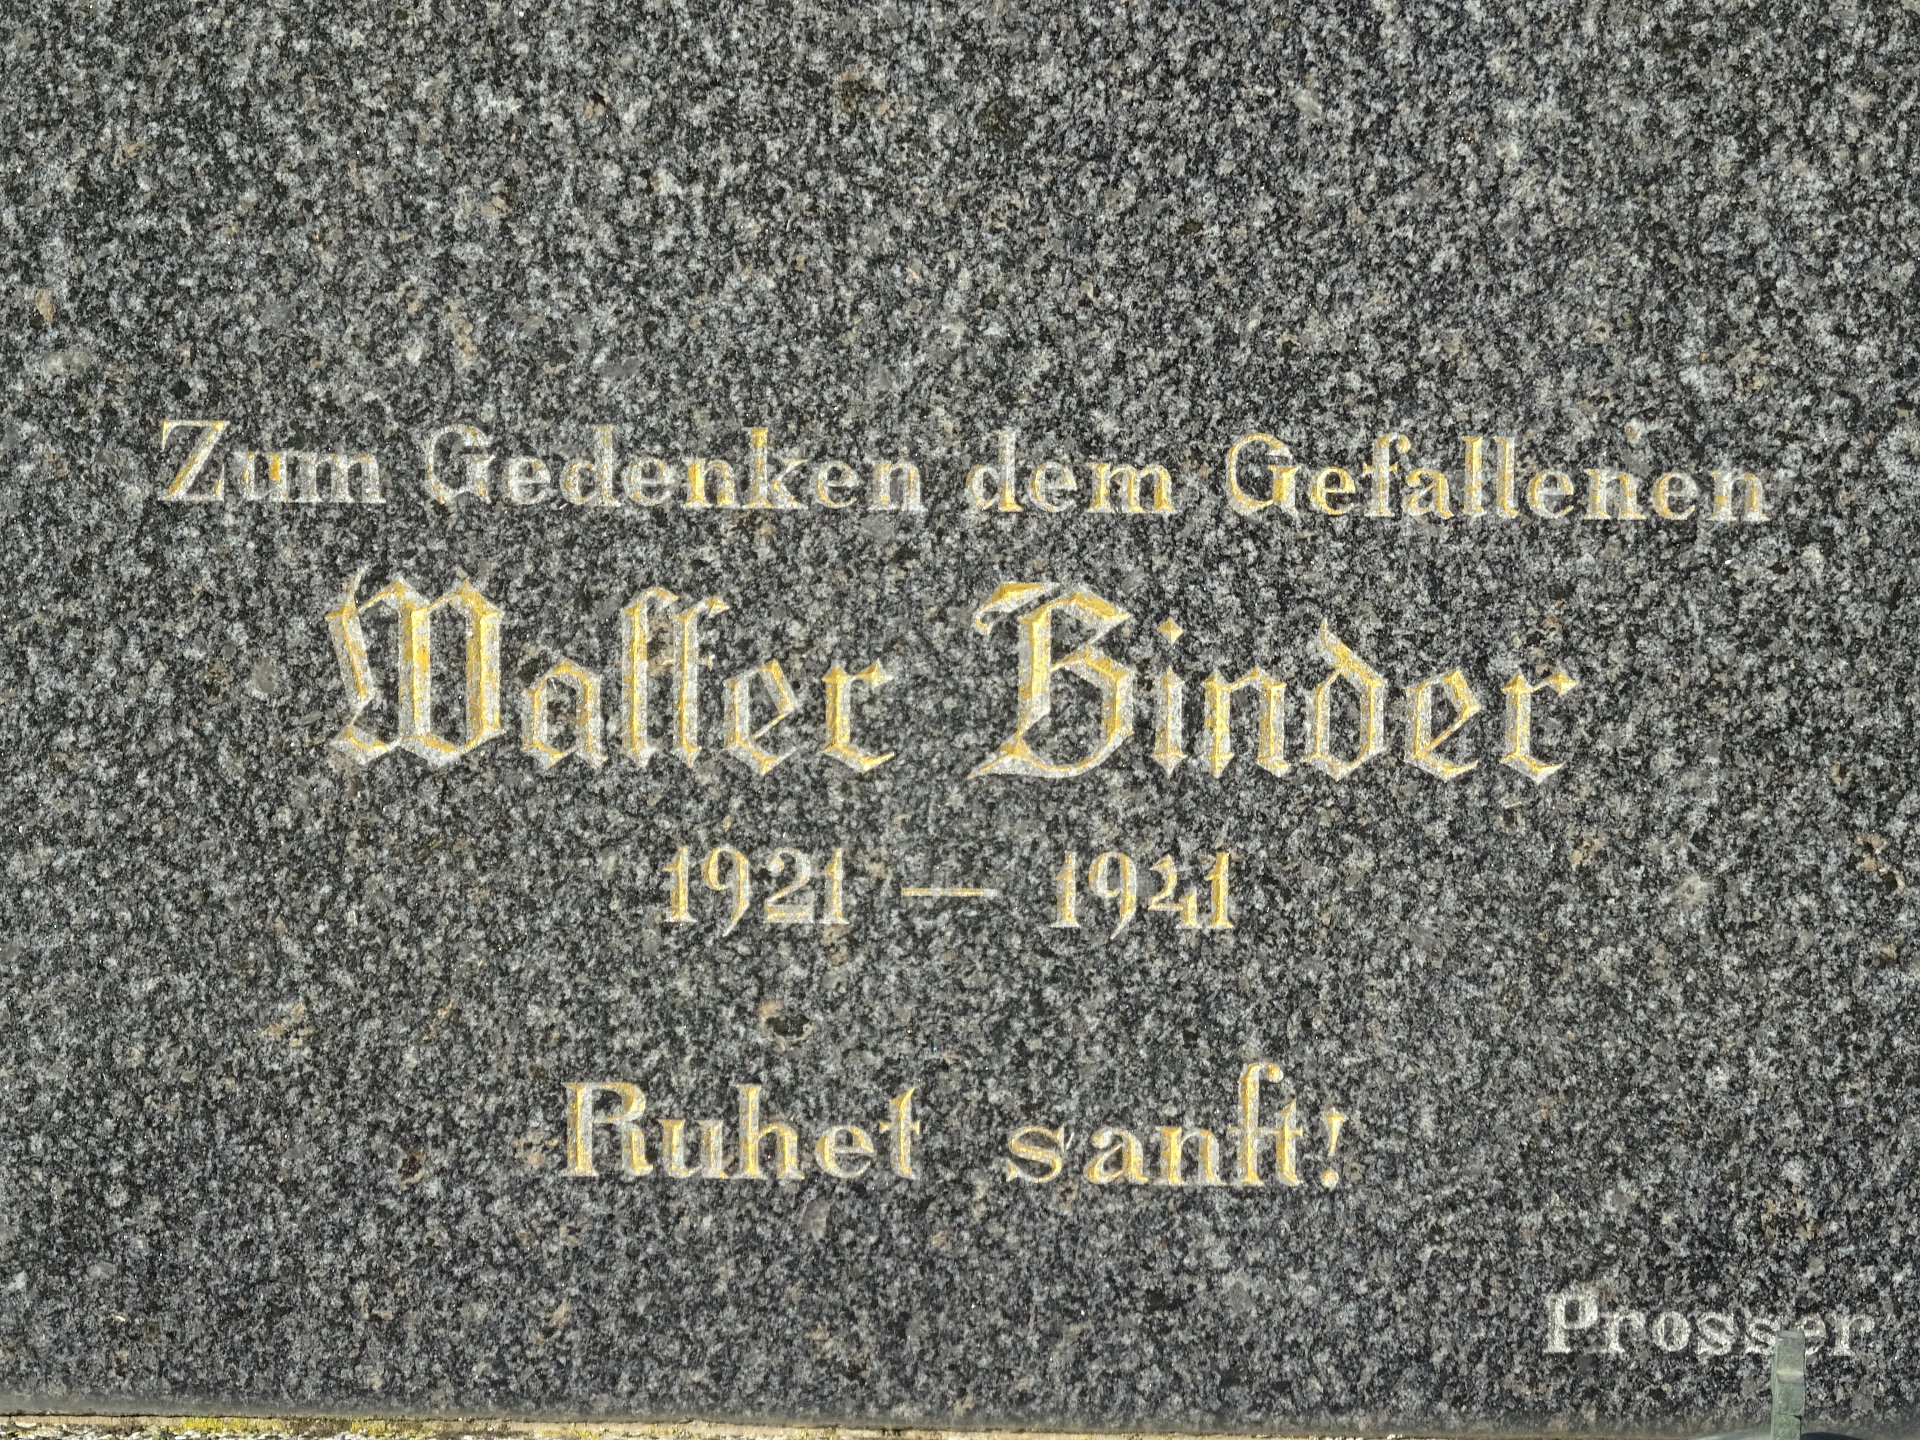 Zum Gedenken dem Gefallenen
Walter Binder
1921 — 1941
Ruhet sanft!
Prosser